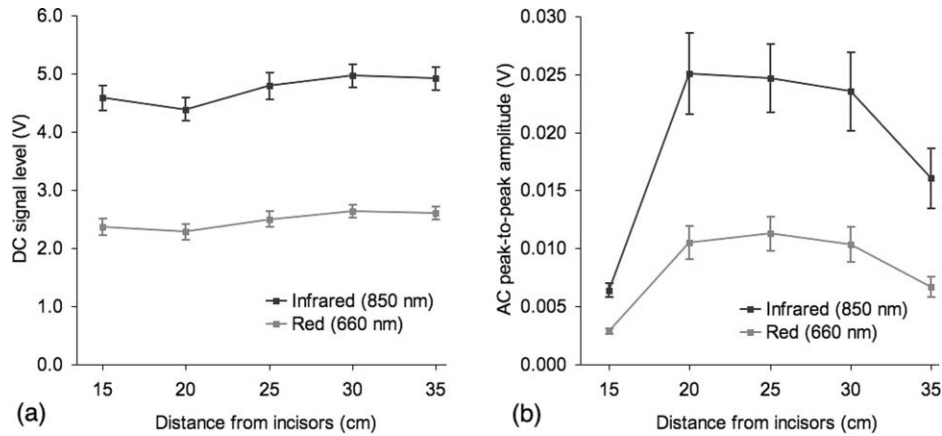 6.0
5.0
4.0
3.0
2.0
1.0
0.0
DC signal level (V)
Infrared (850 nm)
Red (660 nm)
15 20 25 30 35
Distance from incisors (cm)
(a)
0.030
0.025
0.020
0.015
0.010
0.005
0.000
AC peak-to-peak amplitude (V)
Infrared (850 nm)
Red (660 nm)
15 20 25 30 35
Distance from incisors (cm)
(b)